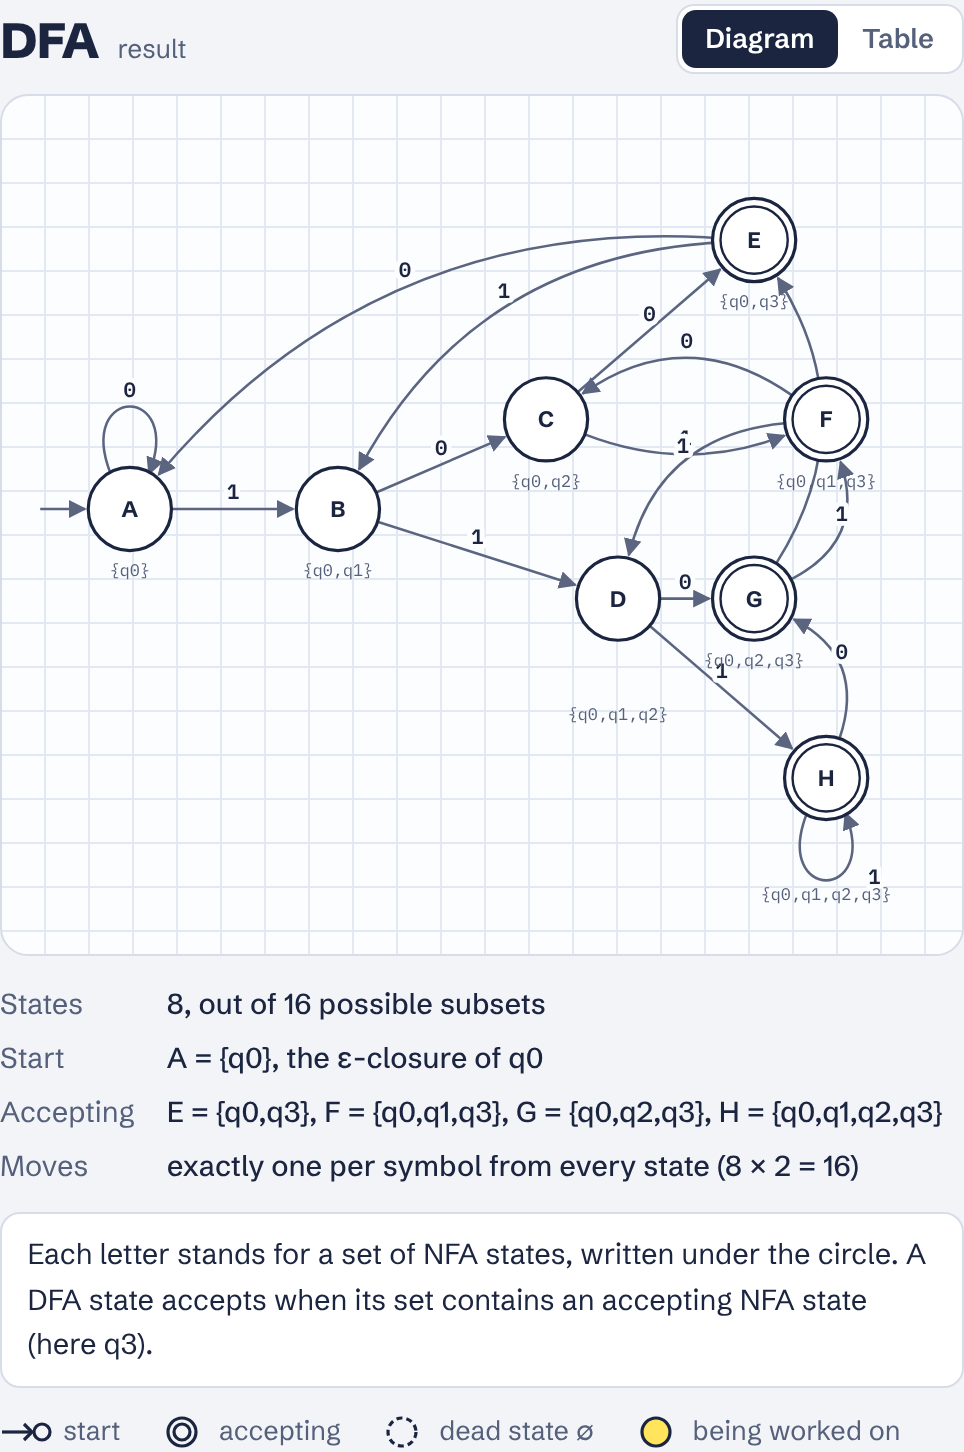 DFA result
Diagram Table
E
{q0,q3}
0
1
0
0
0
C
{q0,q2}
F
{q0,q1,q3}
0
1
1
A
{q0}
1
B
{q0,q1}
1
1
D
{q0,q1,q2}
0
G
{q0,q2,q3}
1
0
H
1
{q0,q1,q2,q3}
States 8, out of 16 possible subsets
Start A = {q0}, the ε-closure of q0
Accepting E = {q0,q3}, F = {q0,q1,q3}, G = {q0,q2,q3}, H = {q0,q1,q2,q3}
Moves exactly one per symbol from every state (8 × 2 = 16)
Each letter stands for a set of NFA states, written under the circle. A
DFA state accepts when its set contains an accepting NFA state
(here q3).
start accepting dead state ∅ being worked on